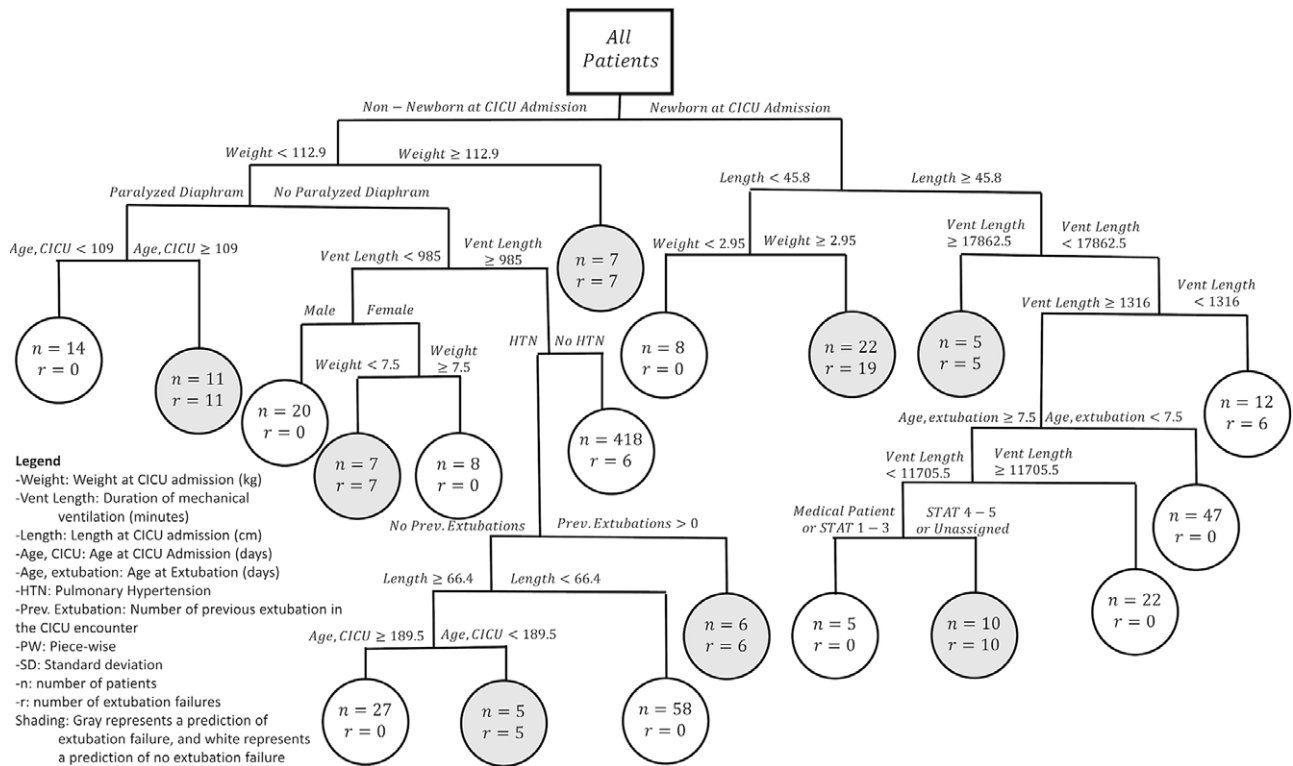 All
Patients
Non − Newborn at CICU Admission
Newborn at CICU Admission
Weight < 112.9
Weight ≥ 112.9
Length < 45.8
Length ≥ 45.8
Paralyzed Diaphram
No Paralyzed Diaphram
Age, CICU < 109
Age, CICU ≥ 109
Vent Length < 985
Vent Length
≥ 985
n = 7
r = 7
Weight < 2.95
Weight ≥ 2.95
Vent Length
≥ 17862.5
Vent Length
< 17862.5
n = 14
r = 0
n = 11
r = 11
Male
Female
HTN
No HTN
n = 8
r = 0
n = 22
r = 19
n = 5
r = 5
Vent Length ≥ 1316
Vent Length
< 1316
n = 20
r = 0
Weight < 7.5
Weight
≥ 7.5
n = 418
r = 6
n = 12
r = 6
n = 7
r = 7
n = 8
r = 0
Age, extubation ≥ 7.5
Age, extubation < 7.5
Vent Length
< 11705.5
Vent Length
≥ 11705.5
n = 47
r = 0
No Prev. Extubations
Prev. Extubations > 0
Medical Patient
or STAT 1 − 3
STAT 4 − 5
or Unassigned
n = 22
r = 0
Length ≥ 66.4
Length < 66.4
n = 6
r = 6
n = 5
r = 0
n = 10
r = 10
Age, CICU ≥ 189.5
Age, CICU < 189.5
n = 27
r = 0
n = 5
r = 5
n = 58
r = 0
Legend
-Weight: Weight at CICU admission (kg)
-Vent Length: Duration of mechanical
ventilation (minutes)
-Length: Length at CICU admission (cm)
-Age, CICU: Age at CICU Admission (days)
-Age, extubation: Age at Extubation (days)
-HTN: Pulmonary Hypertension
-Prev. Extubation: Number of previous extubation in
the CICU encounter
-PW: Piece-wise
-SD: Standard deviation
-n: number of patients
-r: number of extubation failures
Shading: Gray represents a prediction of
extubation failure, and white represents
a prediction of no extubation failure